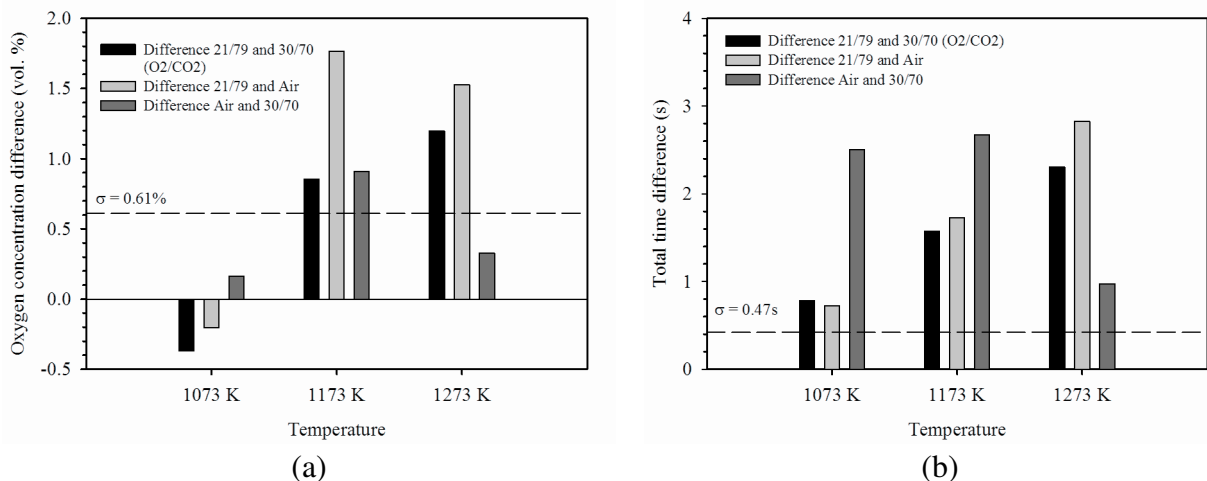 2.0
1.5
1.0
0.5
0.0
-0.5
Oxygen concentration difference (vol. %)
Difference 21/79 and 30/70
(O2/CO2)
Difference 21/79 and Air
Difference Air and 30/70
σ = 0.61%
1073 K 1173 K 1273 K
Temperature
(a)
4
3
2
1
0
Total time difference (s)
Difference 21/79 and 30/70 (O2/CO2)
Difference 21/79 and Air
Difference Air and 30/70
σ = 0.47s
1073 K 1173 K 1273 K
Temperature
(b)